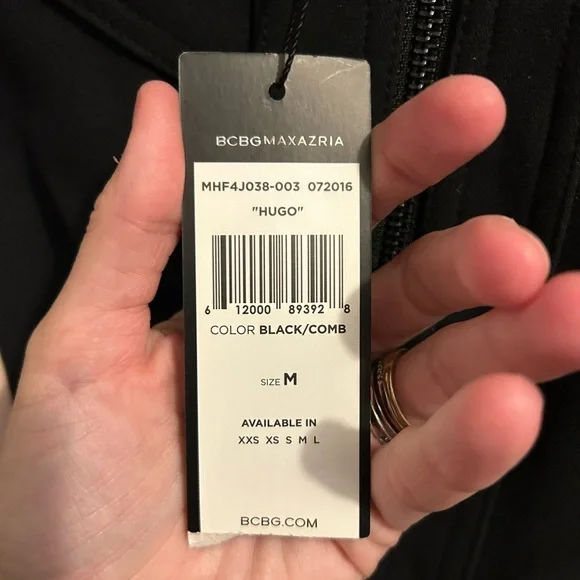 BCBGMAXAZRIA
MHF4J038-003 072016
"HUGO"
6 12000 89392 8
COLOR BLACK/COMB
SIZE M
AVAILABLE IN
XXS XS S M L
BCBG.COM